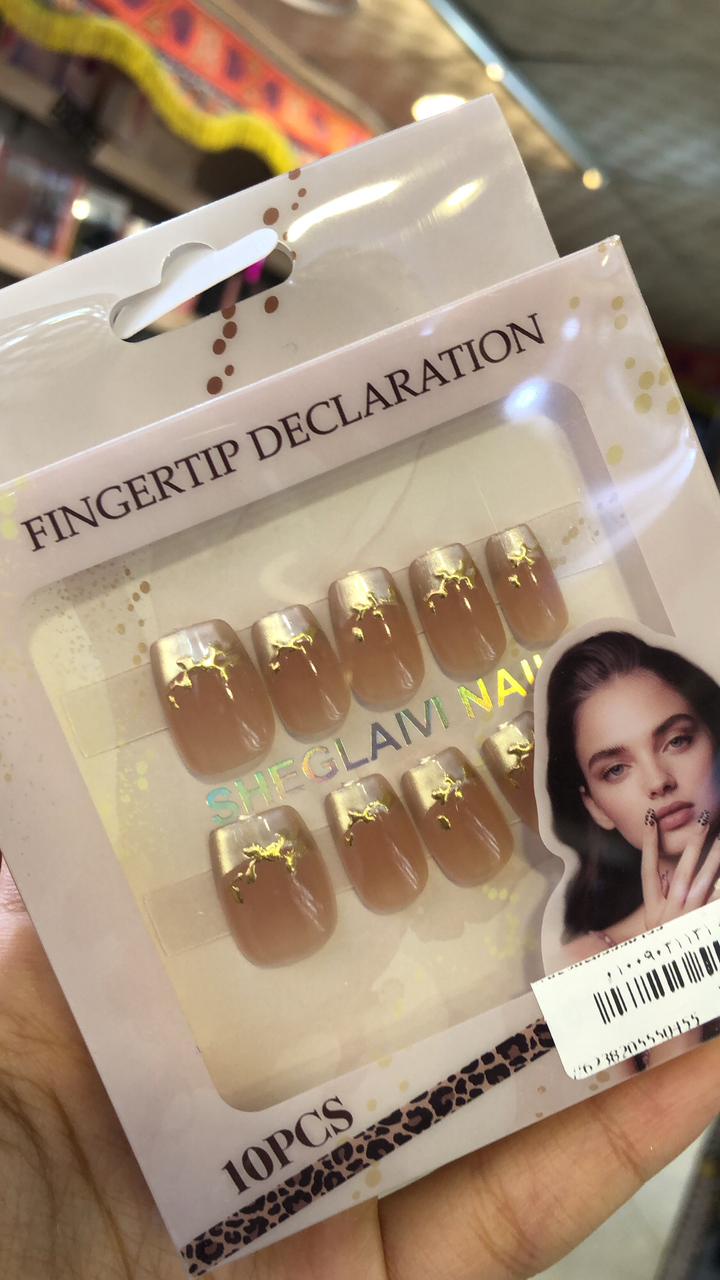 FINGERTIP DECLARATION
SHEGLAM NAIL
10PCS